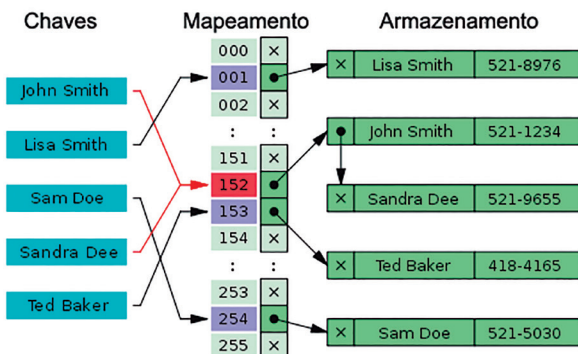 Chaves
Mapeamento
Armazenamento
John Smith
Lisa Smith
Sam Doe
Sandra Dee
Ted Baker
000 ×
001
002 ×
: :
151 ×
152
153
154 ×
: :
253 ×
254
255 ×
× Lisa Smith 521-8976
John Smith 521-1234
× Sandra Dee 521-9655
× Ted Baker 418-4165
× Sam Doe 521-5030